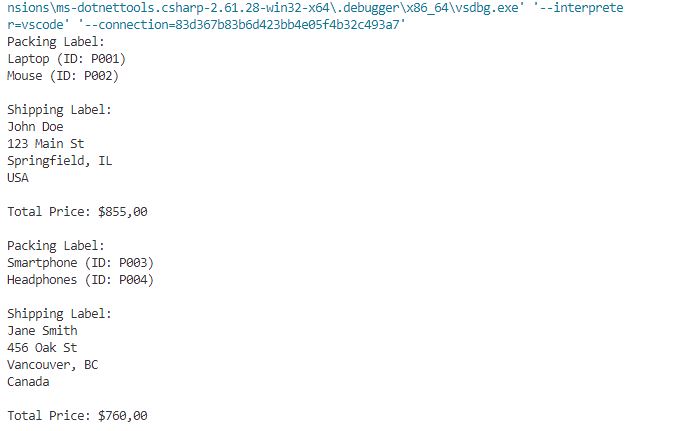 nsions\ms-dotnettools.csharp-2.61.28-win32-x64\.debugger\x86_64\vsdbg.exe' '--interprete
r=vscode' '--connection=83d367b83b6d423bb4e05f4b32c493a7'
Packing Label:
Laptop (ID: P001)
Mouse (ID: P002)

Shipping Label:
John Doe
123 Main St
Springfield, IL
USA

Total Price: $855,00

Packing Label:
Smartphone (ID: P003)
Headphones (ID: P004)

Shipping Label:
Jane Smith
456 Oak St
Vancouver, BC
Canada

Total Price: $760,00